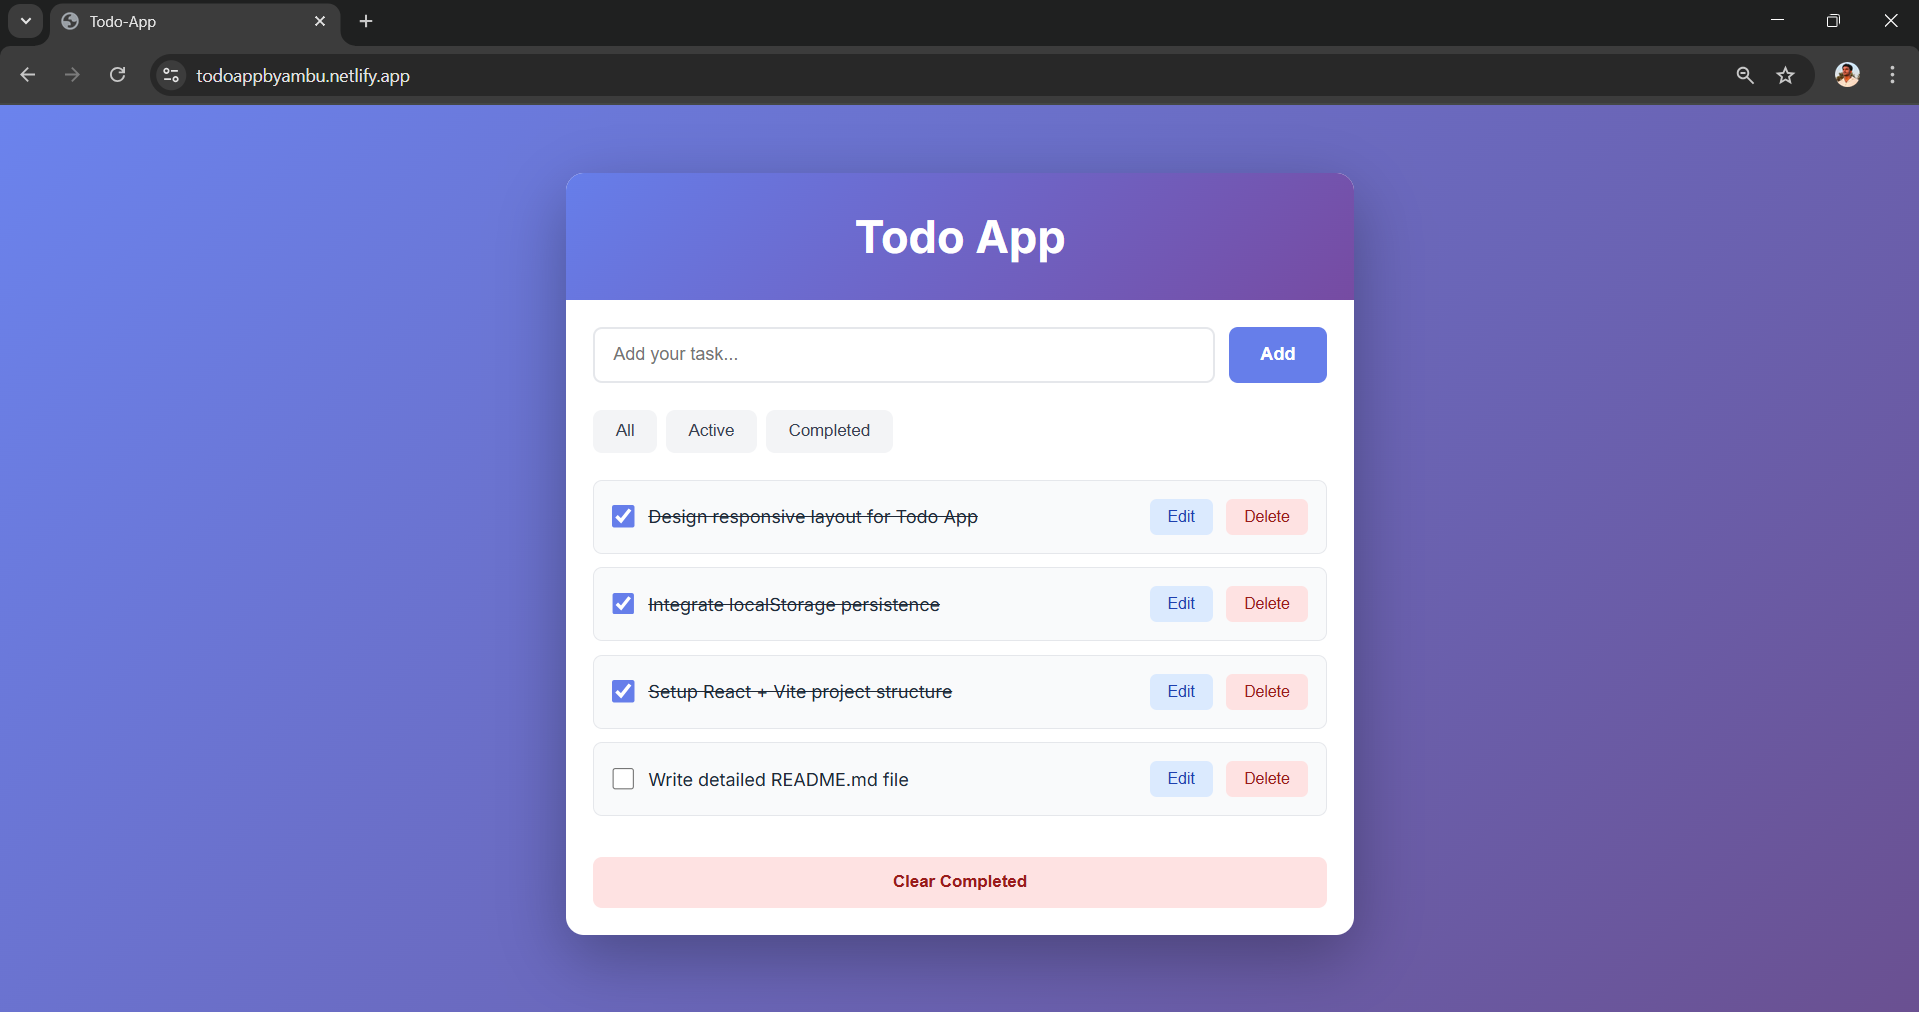 Todo-App
todoappbyambu.netlify.app
Todo App
Add your task...
Add
All
Active
Completed
Design responsive layout for Todo App
Edit
Delete
Integrate localStorage persistence
Edit
Delete
Setup React + Vite project structure
Edit
Delete
Write detailed README.md file
Edit
Delete
Clear Completed